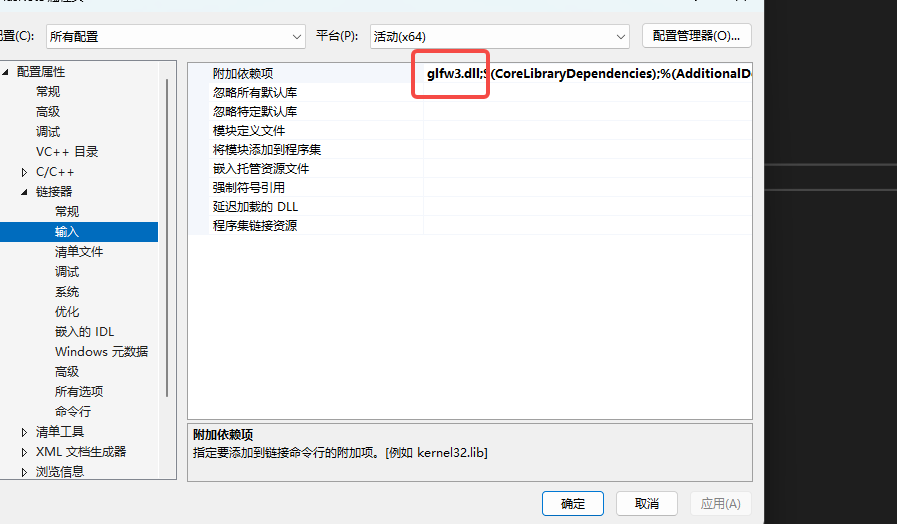 置(C):
所有配置
平台(P):
活动(x64)
配置管理器(O)...
配置属性
常规
高级
调试
VC++ 目录
C/C++
链接器
常规
输入
清单文件
调试
系统
优化
嵌入的 IDL
Windows 元数据
高级
所有选项
命令行
清单工具
XML 文档生成器
浏览信息
附加依赖项
glfw3.dll;$(CoreLibraryDependencies);%(AdditionalDe
忽略所有默认库
忽略特定默认库
模块定义文件
将模块添加到程序集
嵌入托管资源文件
强制符号引用
延迟加载的 DLL
程序集链接资源
附加依赖项
指定要添加到链接命令行的附加项。[例如 kernel32.lib]
确定
取消
应用(A)